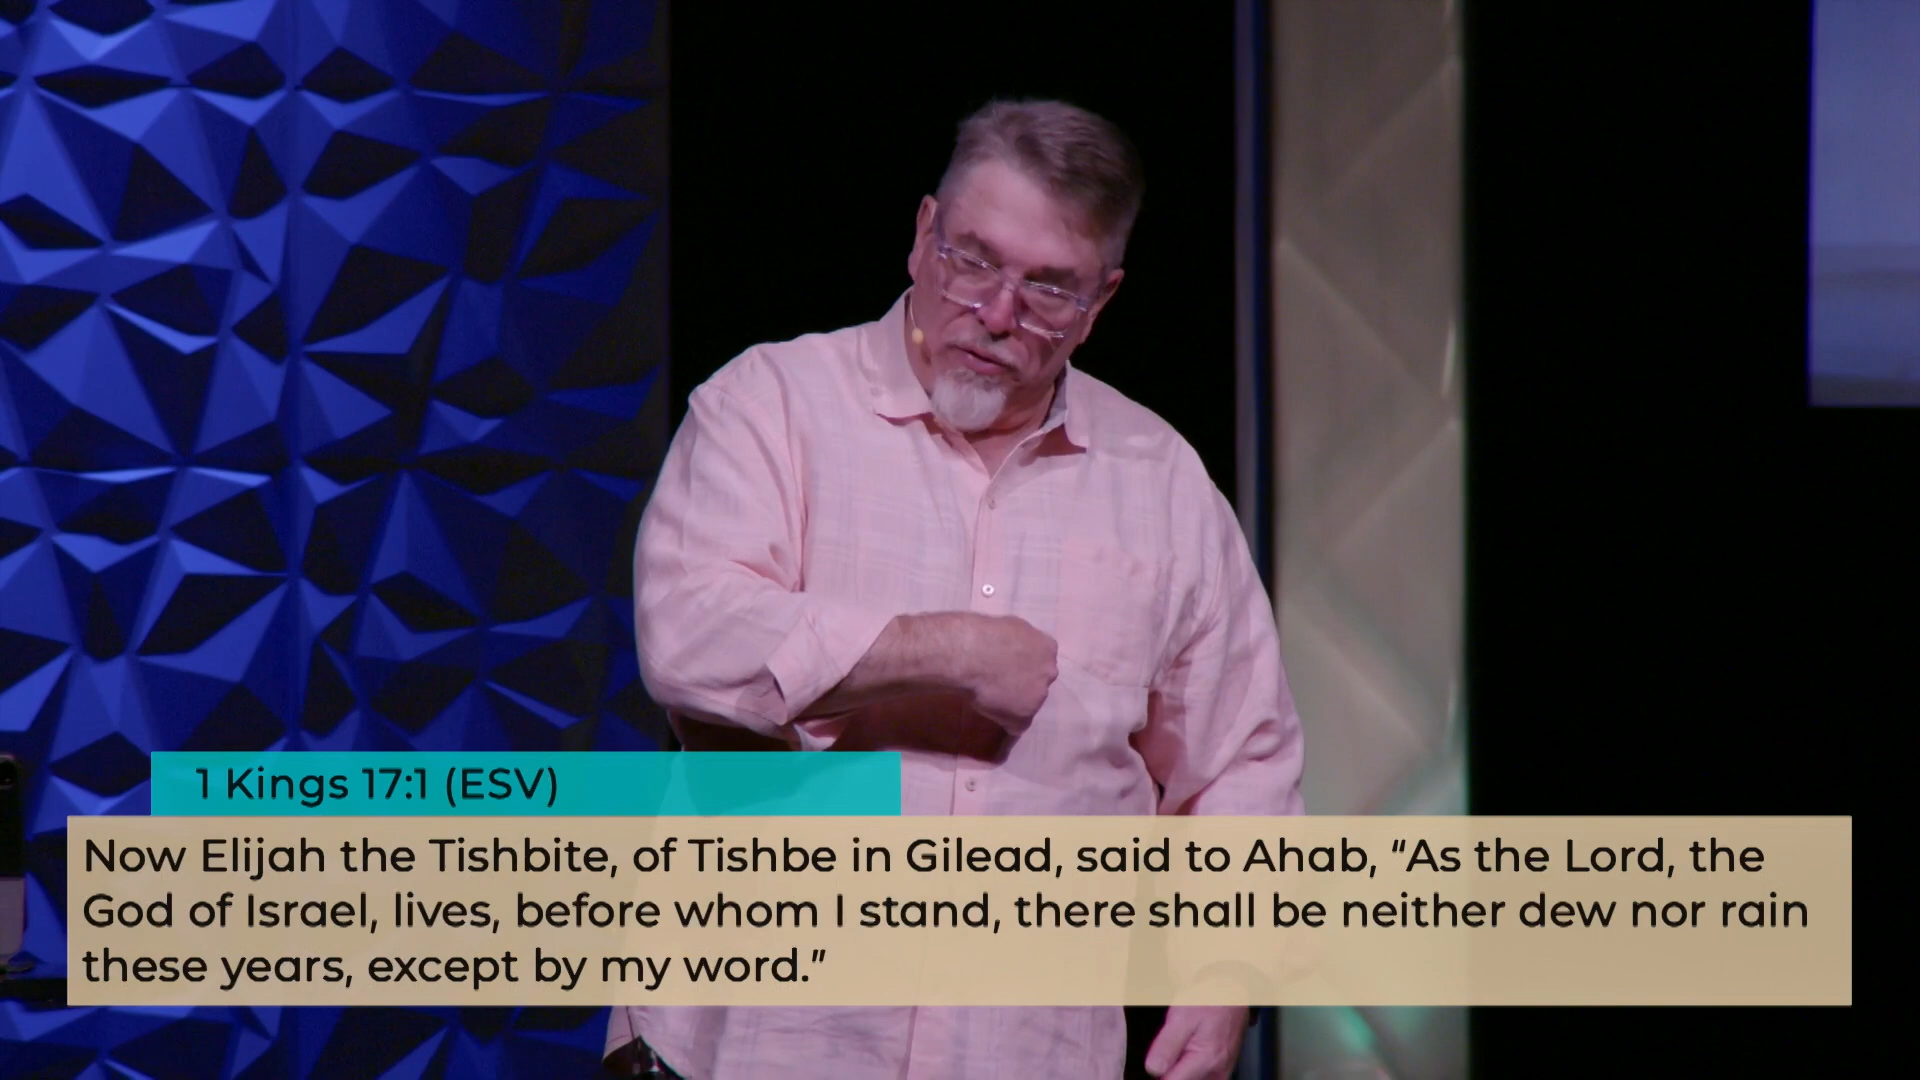 1 Kings 17:1 (ESV)
Now Elijah the Tishbite, of Tishbe in Gilead, said to Ahab, "As the Lord, the
God of Israel, lives, before whom I stand, there shall be neither dew nor rain
these years, except by my word."